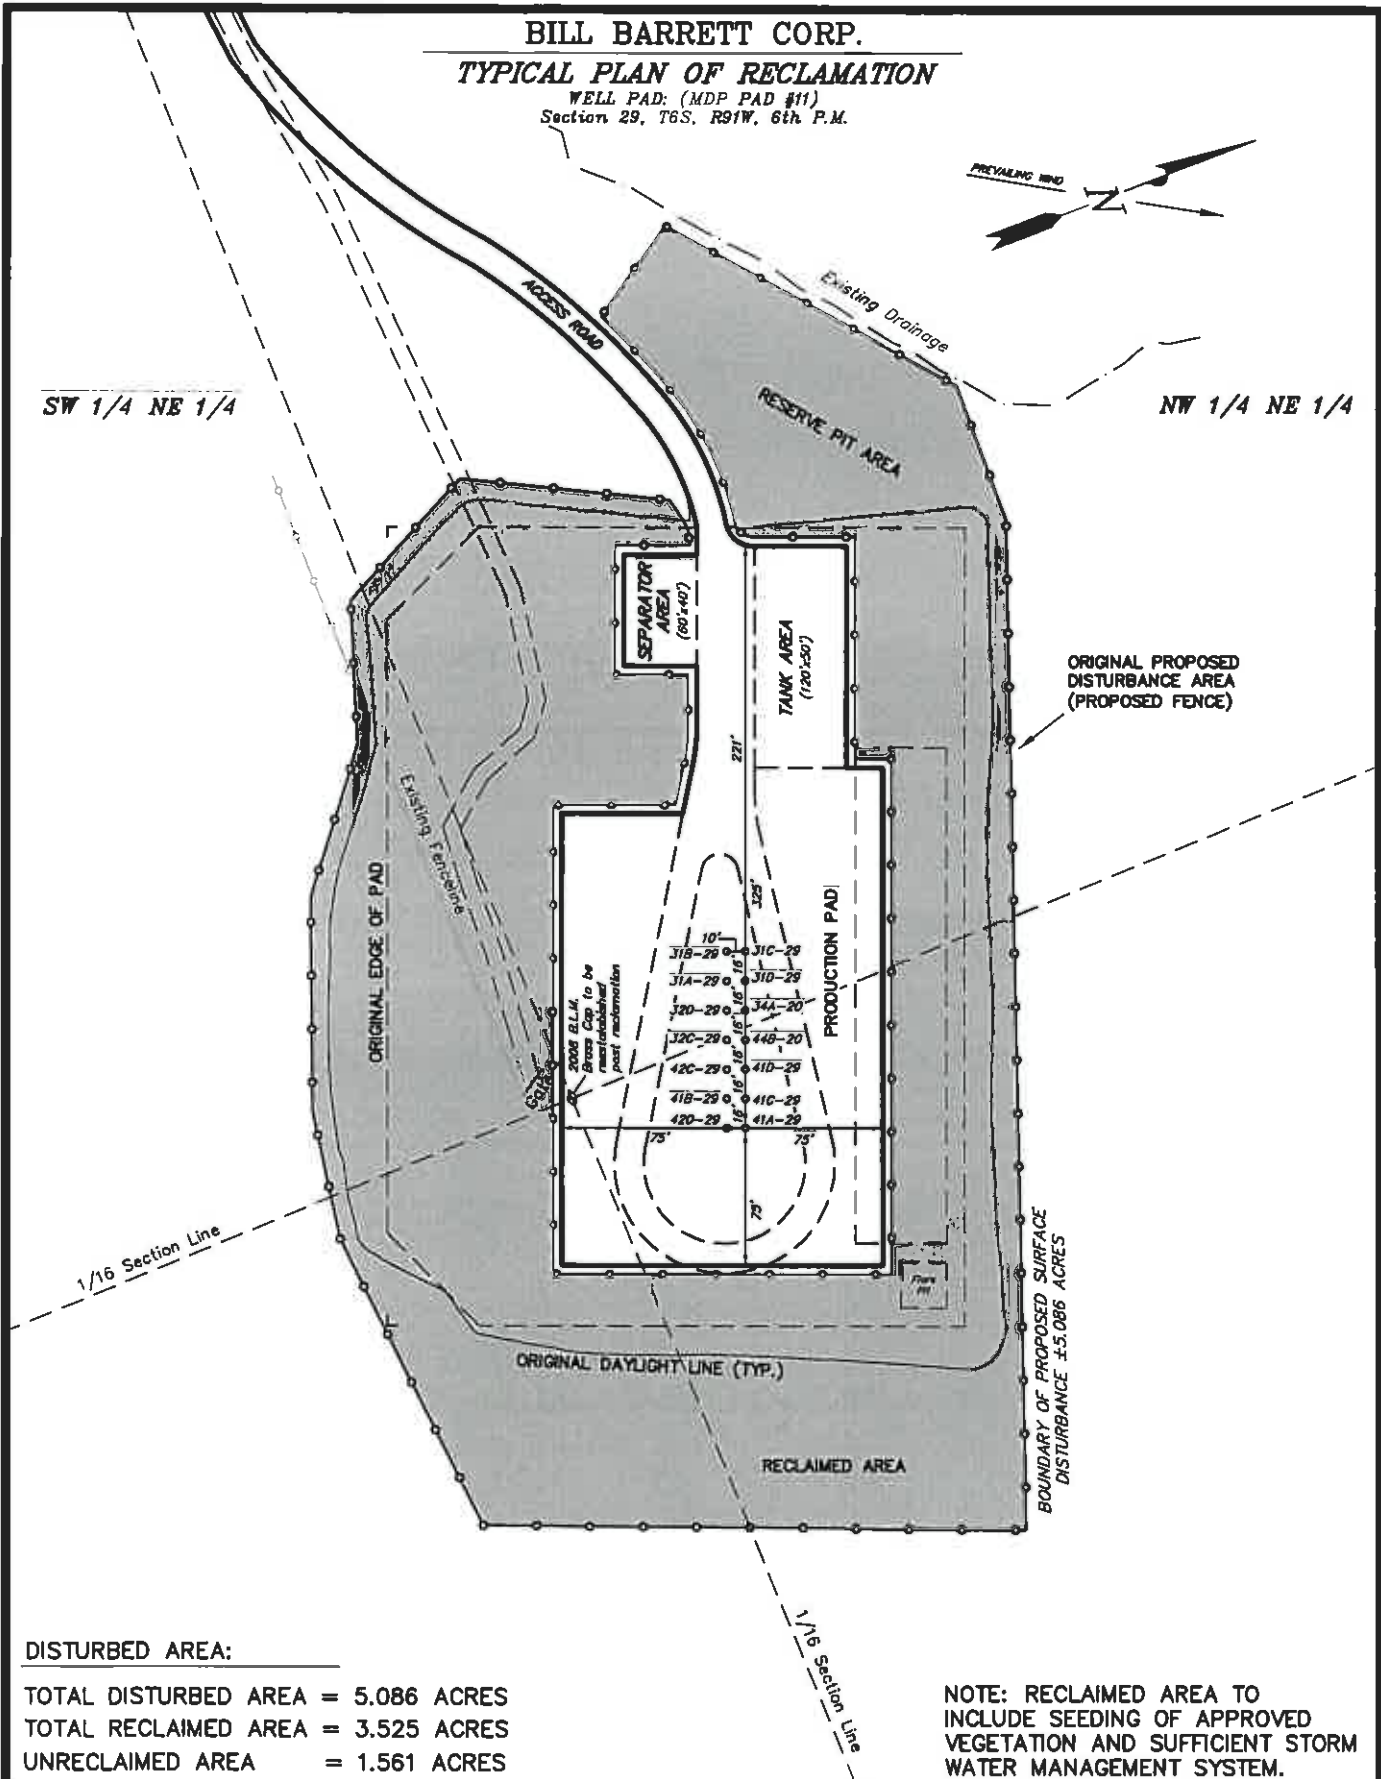 BILL BARRETT CORP.
TYPICAL PLAN OF RECLAMATION
WELL PAD: (MDP PAD #11)
Section 29, T6S, R91W, 6th P.M.
PREVAILING WIND
N
ACCESS ROAD
Existing Drainage
SW 1/4 NE 1/4
NW 1/4 NE 1/4
RESERVE PIT AREA
SEPARATOR
AREA
(60'x40')
TANK AREA
(120'x50')
ORIGINAL PROPOSED
DISTURBANCE AREA
(PROPOSED FENCE)
221'
Existing Fenceline
ORIGINAL EDGE OF PAD
325'
PRODUCTION PAD
10'
31B-29 16' 31C-29
31A-29 16' 31D-29
32D-29 16' 34A-20
32C-29 16' 44B-20
42C-29 16' 41D-29
41B-29 16' 41C-29
42D-29 41A-29
2008 B.L.M.
Brass Cap to be
reestablished
post reclamation
Gate
75'
75'
75'
1/16 Section Line
Flare
Pit
BOUNDARY OF PROPOSED SURFACE
DISTURBANCE ±5.086 ACRES
ORIGINAL DAYLIGHT LINE (TYP.)
RECLAIMED AREA
1/16 Section Line
DISTURBED AREA:
TOTAL DISTURBED AREA = 5.086 ACRES
TOTAL RECLAIMED AREA = 3.525 ACRES
UNRECLAIMED AREA = 1.561 ACRES
NOTE: RECLAIMED AREA TO
INCLUDE SEEDING OF APPROVED
VEGETATION AND SUFFICIENT STORM
WATER MANAGEMENT SYSTEM.